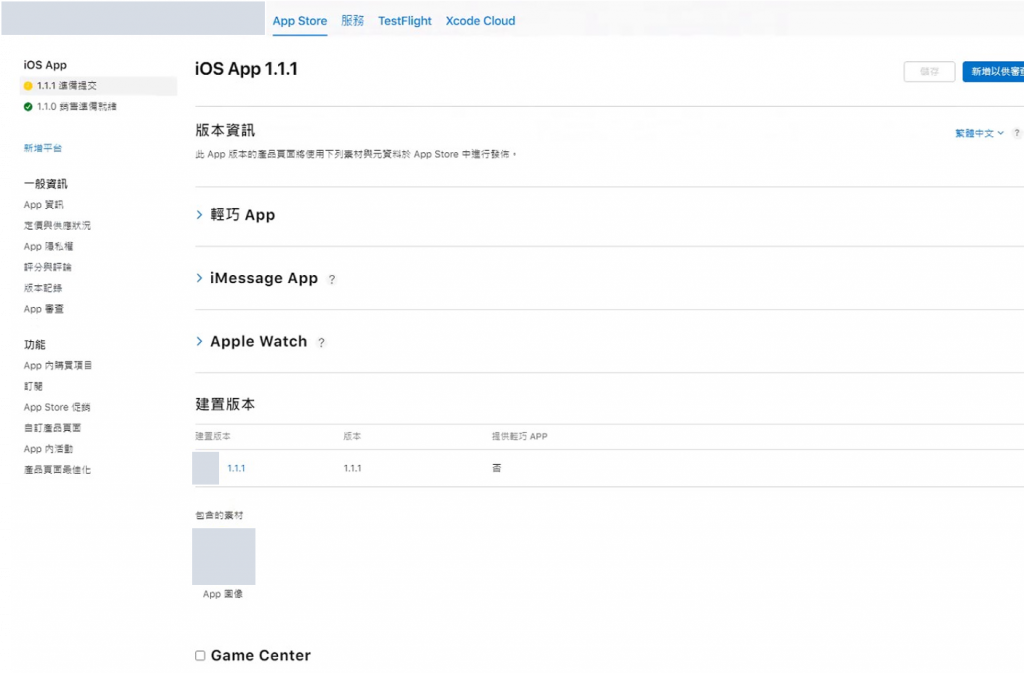 App Store 服務 TestFlight Xcode Cloud
iOS App
1.1.1 準備提交
1.1.0 銷售準備就緒
新增平台
一般資訊
App 資訊
定價與供應狀況
App 隱私權
評分與評論
版本記錄
App 審查
功能
App 內購買項目
訂閱
App Store 促銷
自訂產品頁面
App 內活動
產品頁面最佳化
iOS App 1.1.1
儲存 新增以供審
版本資訊
繁體中文 ?
此 App 版本的產品頁面將使用下列素材與元資料於 App Store 中進行發佈。
輕巧 App
iMessage App ?
Apple Watch ?
建置版本
建置版本 版本 提供輕巧 APP
1.1.1 1.1.1 否
包含的素材
App 圖像
Game Center